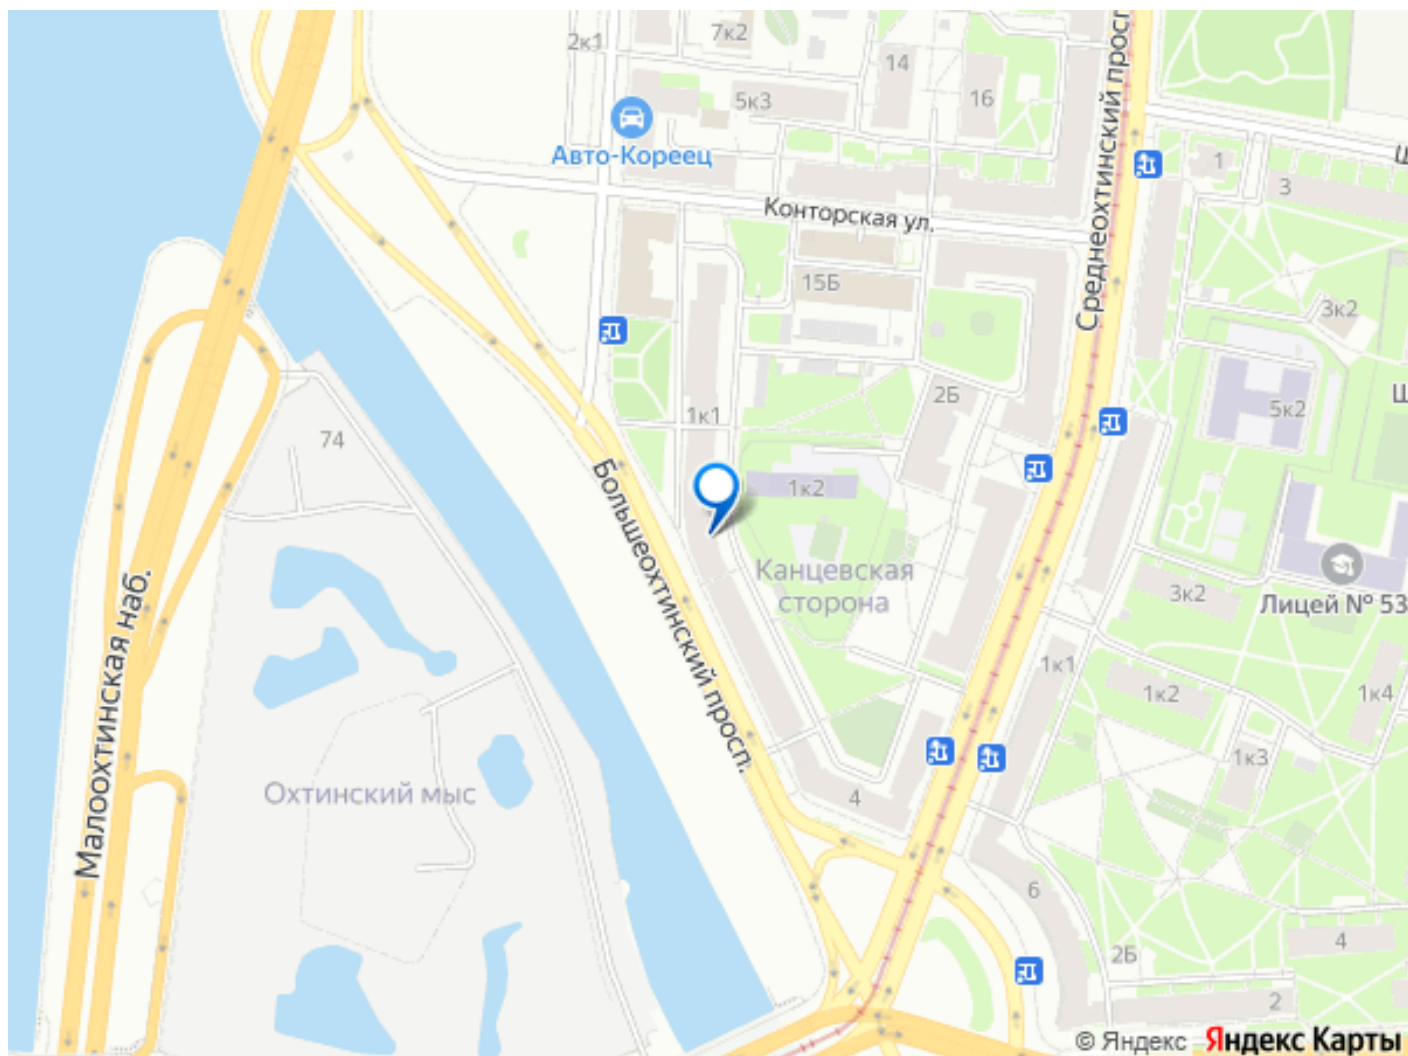 2к1
7к2
14
5к3
16
Авто-Кореец
Среднеохтинский просп
1
3
Конторская ул.
15Б
3к2
2Б
5к2
1к1
74
1к2
Большеохтинский просп.
Канцевская
сторона
Лицей № 53
3к2
Малоохтинская наб.
1к1
1к2
1к4
1к3
Охтинский мыс
4
6
4
2Б
2
© Яндекс Яндекс Карты